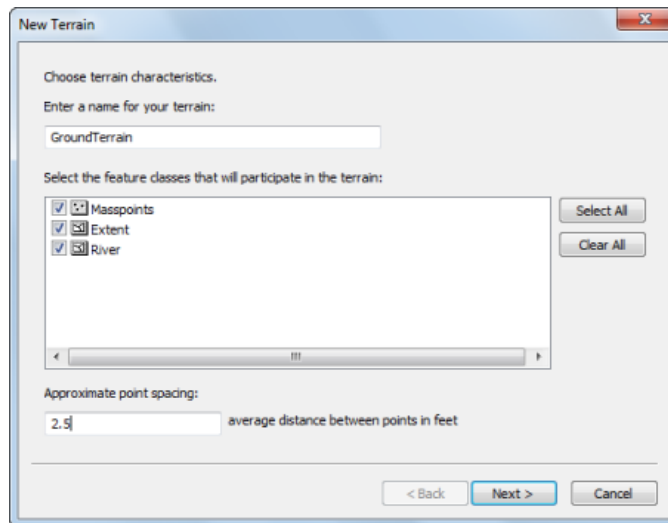 New Terrain
Choose terrain characteristics.
Enter a name for your terrain:
GroundTerrain
Select the feature classes that will participate in the terrain:
Masspoints
Extent
River
Select All
Clear All
Approximate point spacing:
2.5 average distance between points in feet
< Back Next > Cancel